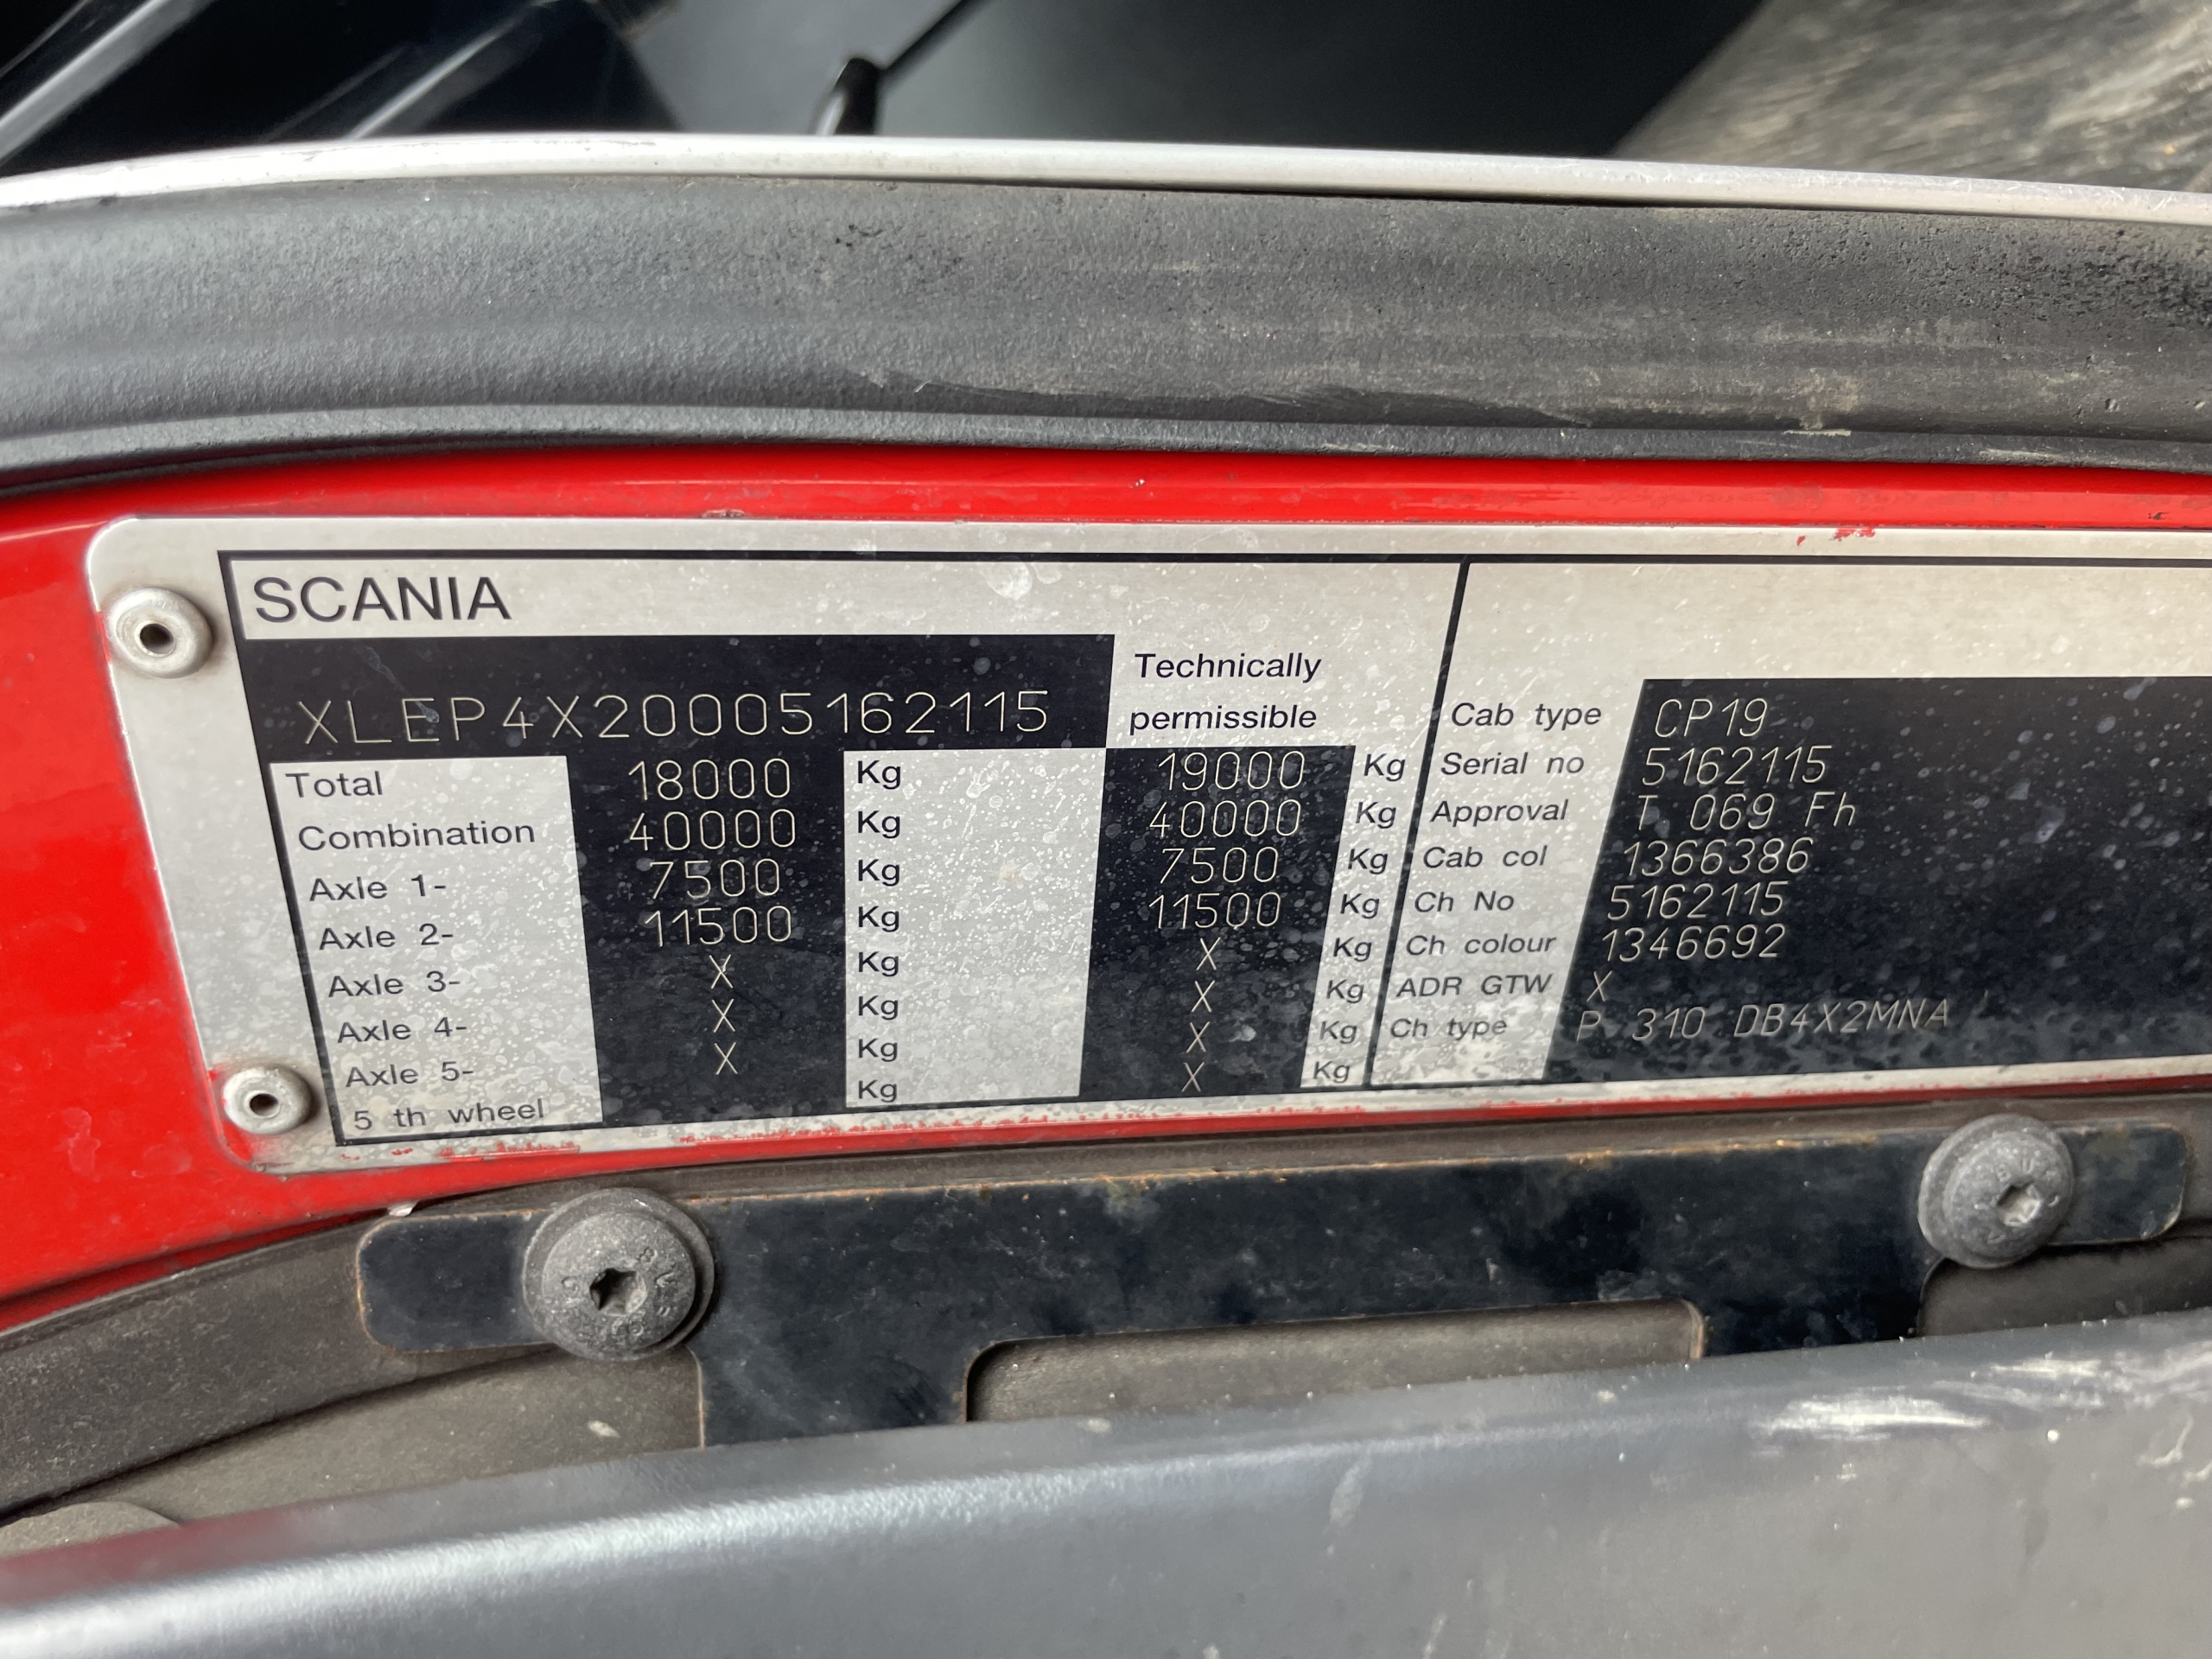 SCANIA
XLEP4X20005162115
Technically
permissible
Total 18000 Kg 19000 Kg
Combination 40000 Kg 40000 Kg
Axle 1- 7500 Kg 7500 Kg
Axle 2- 11500 Kg 11500 Kg
Axle 3- X Kg X Kg
Axle 4- X Kg X Kg
Axle 5- X Kg X Kg
5 th wheel Kg X Kg
Cab type CP19
Serial no 5162115
Approval T 069 Fh
Cab col 1366386
Ch No 5162115
Ch colour 1346692
ADR GTW X
Ch type P 310 DB4X2MNA